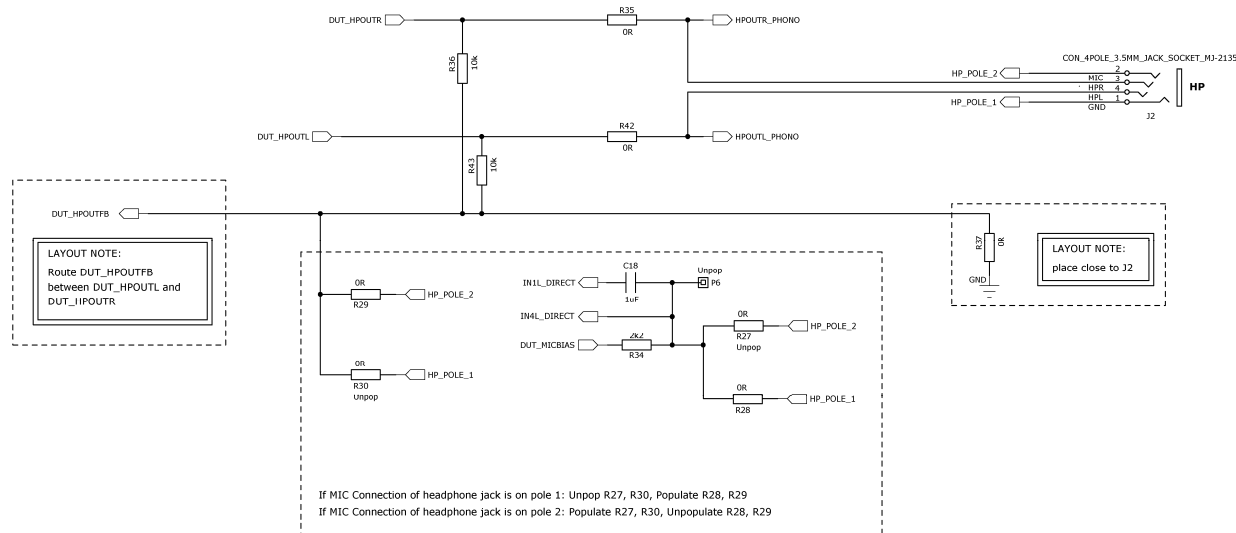 DUT_HPOUTR
R35
0R
HPOUTR_PHONO
R36
10k
CON_4POLE_3.5MM_JACK_SOCKET_MJ-2135
HP_POLE_2
2
MIC
3
HPR
4
HPL
HP_POLE_1
1
GND
HP
J2
DUT_HPOUTL
R42
0R
HPOUTL_PHONO
R43
10k
DUT_HPOUTFB
LAYOUT NOTE:
Route DUT_HPOUTFB
between DUT_HPOUTL and
DUT_HPOUTR
R37
0R
GND
LAYOUT NOTE:
place close to J2
0R
R29
HP_POLE_2
0R
R30
Unpop
HP_POLE_1
IN1L_DIRECT
C18
1uF
Unpop
P6
IN4L_DIRECT
DUT_MICBIAS
2k2
R34
0R
R27
Unpop
HP_POLE_2
0R
R28
HP_POLE_1
If MIC Connection of headphone jack is on pole 1: Unpop R27, R30, Populate R28, R29
If MIC Connection of headphone jack is on pole 2: Populate R27, R30, Unpopulate R28, R29